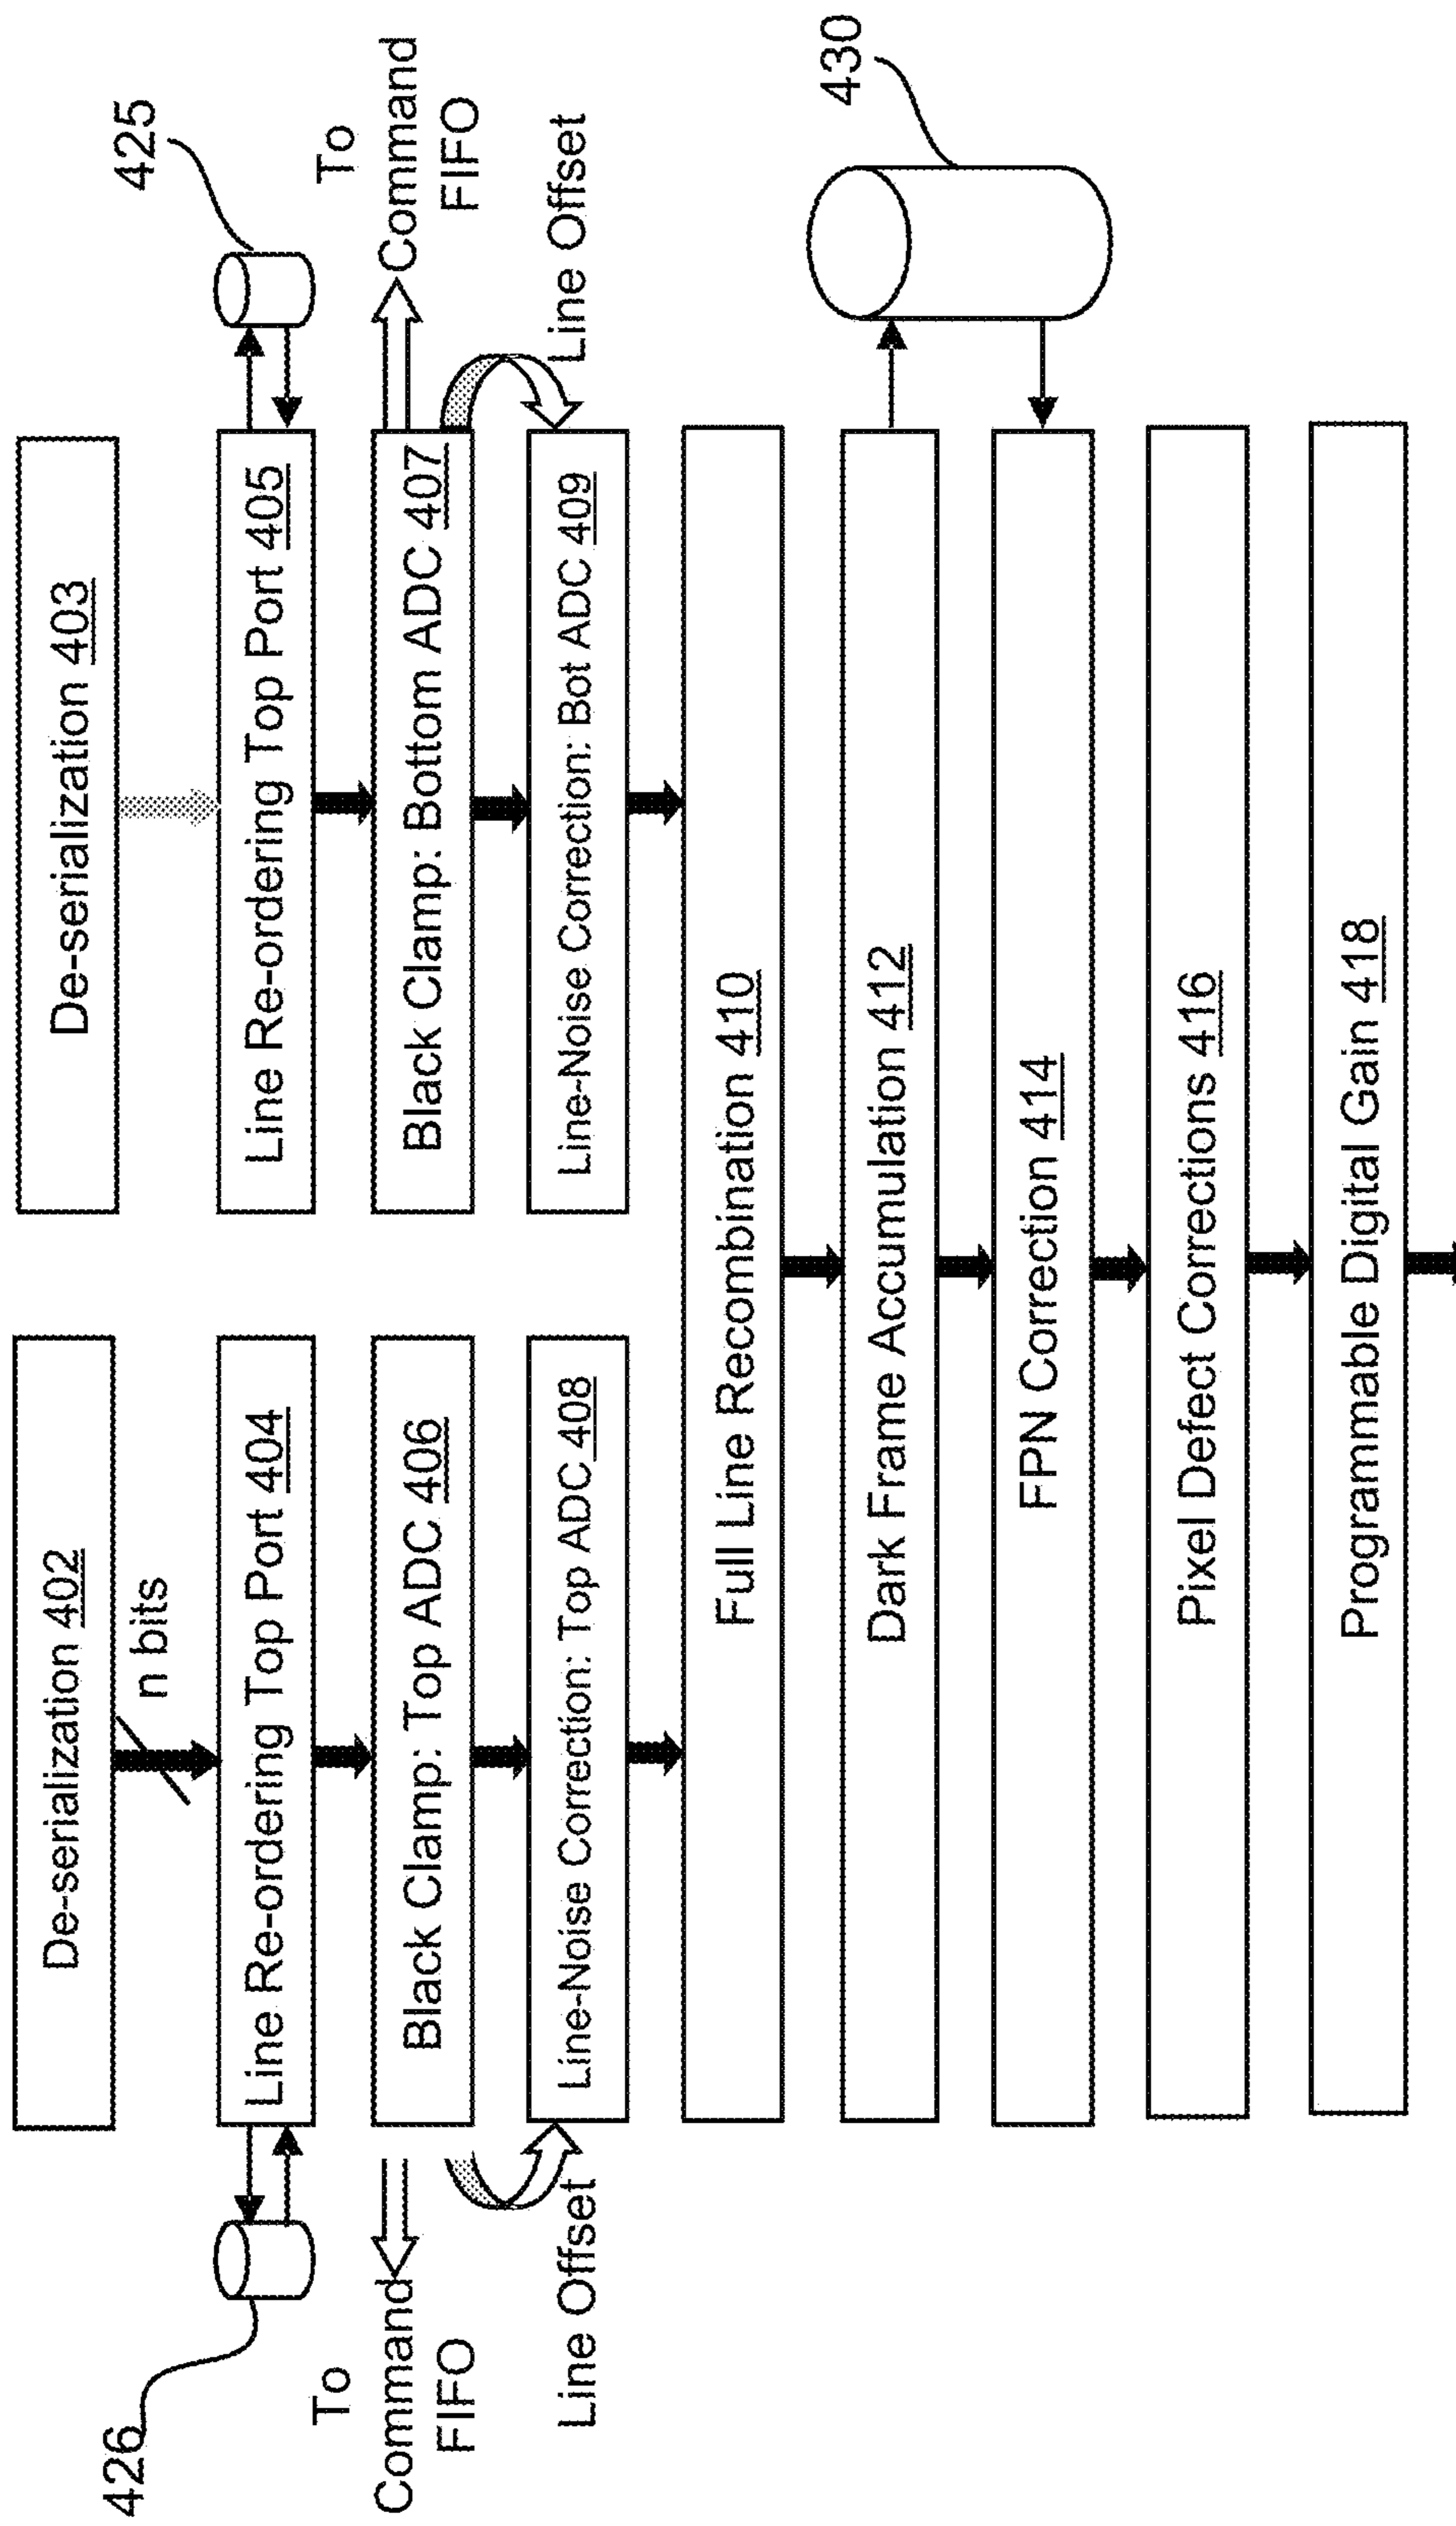 De-serialization 402
De-serialization 403
n bits
426
425
Line Re-ordering Top Port 404
Line Re-ordering Top Port 405
To
Command
FIFO
To
Command
FIFO
Black Clamp: Top ADC 406
Black Clamp: Bottom ADC 407
Line Offset
Line Offset
Line-Noise Correction: Top ADC 408
Line-Noise Correction: Bot ADC 409
Full Line Recombination 410
Dark Frame Accumulation 412
430
FPN Correction 414
Pixel Defect Corrections 416
Programmable Digital Gain 418